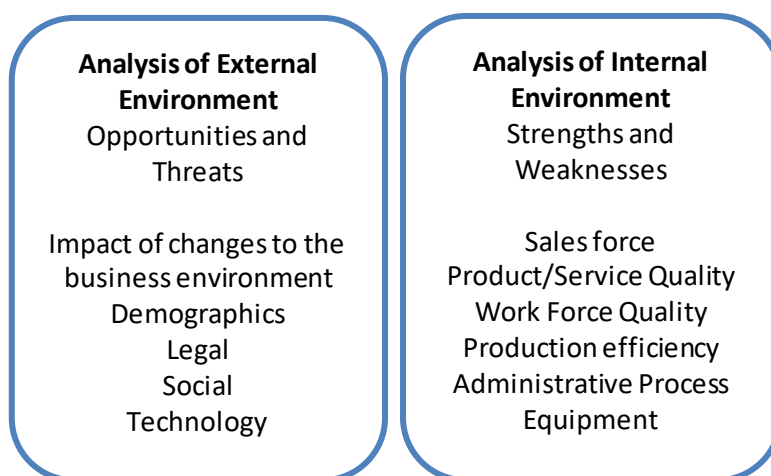 Analysis of External
Environment
Opportunities and
Threats
Impact of changes to the
business environment
Demographics
Legal
Social
Technology
Analysis of Internal
Environment
Strengths and
Weaknesses
Sales force
Product/Service Quality
Work Force Quality
Production efficiency
Administrative Process
Equipment